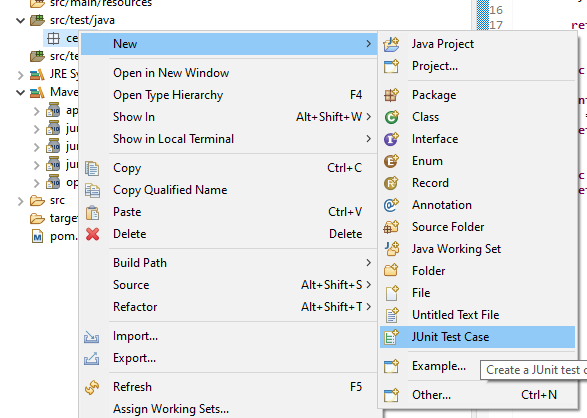 src/main/resources
src/test/java
ce
src/te
JRE Sy
Mave
ap
jun
jun
jun
op
src
target
pom.
New
Open in New Window
Open Type Hierarchy F4
Show In Alt+Shift+W
Show in Local Terminal
Copy Ctrl+C
Copy Qualified Name
Paste Ctrl+V
Delete Delete
Build Path
Source Alt+Shift+S
Refactor Alt+Shift+T
Import...
Export...
Refresh F5
Assign Working Sets...
Java Project
Project...
Package
Class
Interface
Enum
Record
Annotation
Source Folder
Java Working Set
Folder
File
Untitled Text File
JUnit Test Case
Example...
Other... Ctrl+N
Create a JUnit test c
16
17
re